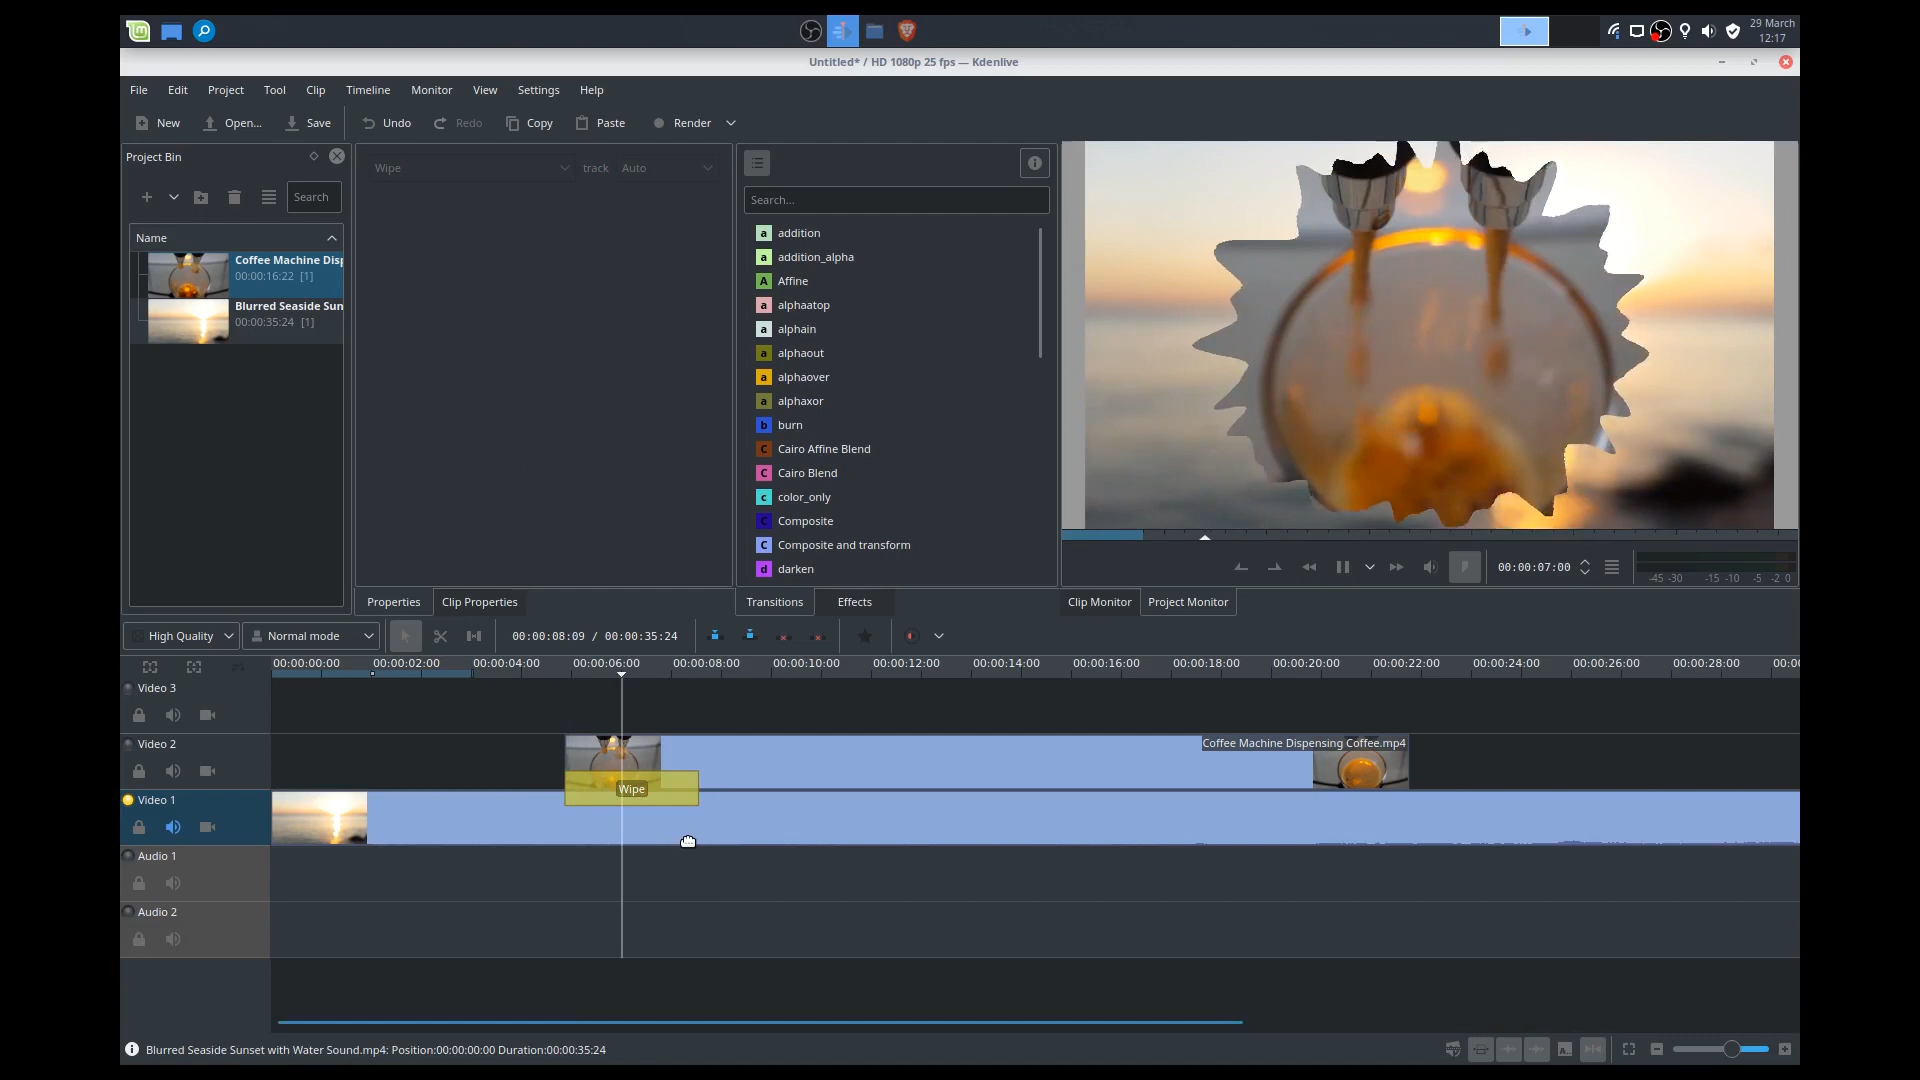 29 March
12:17
Untitled* / HD 1080p 25 fps — Kdenlive
File Edit Project Tool Clip Timeline Monitor View Settings Help
New Open... Save Undo Redo Copy Paste Render
Project Bin
Search
Name
Coffee Machine Disp
00:00:16:22 [1]
Blurred Seaside Sun
00:00:35:24 [1]
Wipe track Auto
Search...
a addition
a addition_alpha
A Affine
a alphaatop
a alphain
a alphaout
a alphaover
a alphaxor
b burn
C Cairo Affine Blend
C Cairo Blend
c color_only
C Composite
C Composite and transform
d darken
00:00:07:00
-45 -30 -15 -10 -5 -2 0
Properties Clip Properties
Transitions Effects
Clip Monitor Project Monitor
High Quality Normal mode 00:00:08:09 / 00:00:35:24
00:00:00:00 00:00:02:00 00:00:04:00 00:00:06:00 00:00:08:00 00:00:10:00 00:00:12:00 00:00:14:00 00:00:16:00 00:00:18:00 00:00:20:00 00:00:22:00 00:00:24:00 00:00:26:00 00:00:28:00 00:0
Video 3
Video 2
Coffee Machine Dispensing Coffee.mp4
Wipe
Video 1
Audio 1
Audio 2
Blurred Seaside Sunset with Water Sound.mp4: Position:00:00:00:00 Duration:00:00:35:24